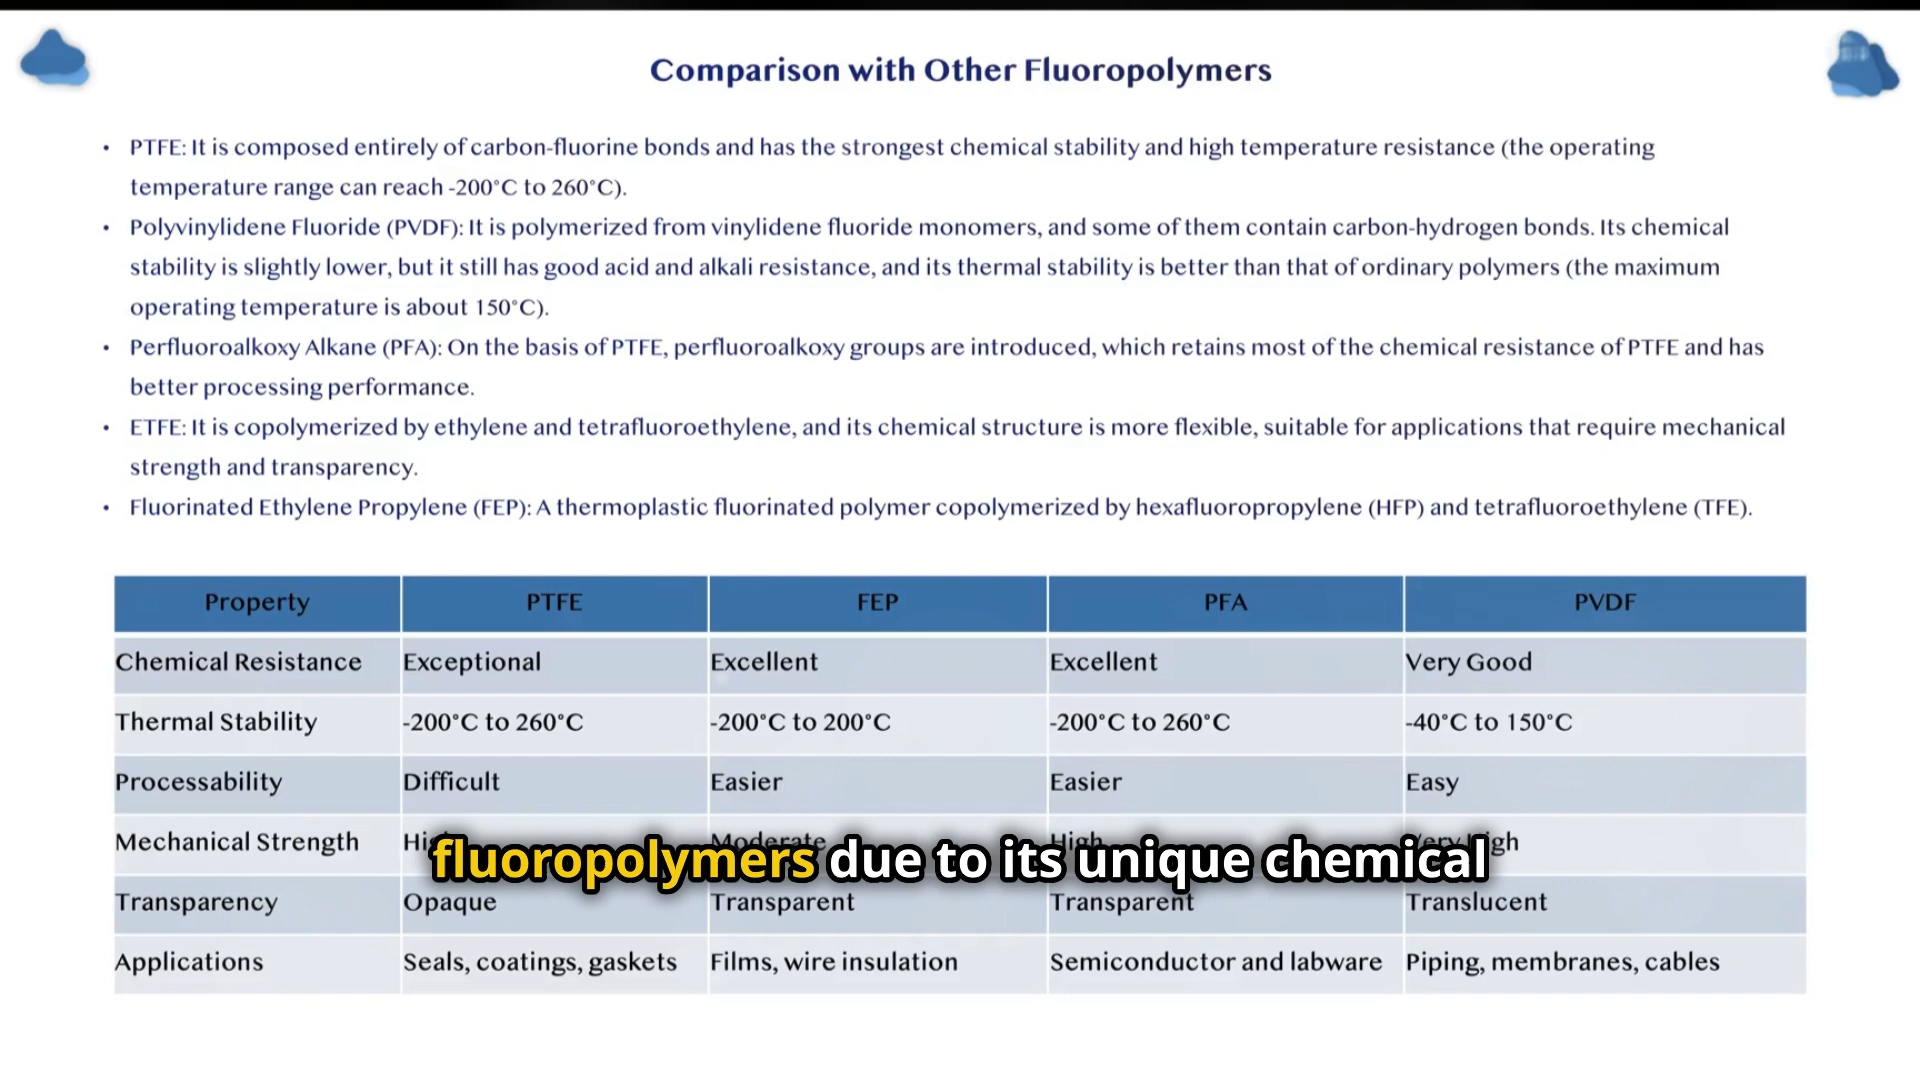 Comparison with Other Fluoropolymers
• PTFE: It is composed entirely of carbon-fluorine bonds and has the strongest chemical stability and high temperature resistance (the operating
temperature range can reach -200°C to 260°C).
• Polyvinylidene Fluoride (PVDF): It is polymerized from vinylidene fluoride monomers, and some of them contain carbon-hydrogen bonds. Its chemical
stability is slightly lower, but it still has good acid and alkali resistance, and its thermal stability is better than that of ordinary polymers (the maximum
operating temperature is about 150°C).
• Perfluoroalkoxy Alkane (PFA): On the basis of PTFE, perfluoroalkoxy groups are introduced, which retains most of the chemical resistance of PTFE and has
better processing performance.
• ETFE: It is copolymerized by ethylene and tetrafluoroethylene, and its chemical structure is more flexible, suitable for applications that require mechanical
strength and transparency.
• Fluorinated Ethylene Propylene (FEP): A thermoplastic fluorinated polymer copolymerized by hexafluoropropylene (HFP) and tetrafluoroethylene (TFE).
Property PTFE FEP PFA PVDF
Chemical Resistance Exceptional Excellent Excellent Very Good
Thermal Stability -200°C to 260°C -200°C to 200°C -200°C to 260°C -40°C to 150°C
Processability Difficult Easier Easier Easy
Mechanical Strength Moderate High Very High
fluoropolymers due to its unique chemical
Transparency Opaque Transparent Transparent Translucent
Applications Seals, coatings, gaskets Films, wire insulation Semiconductor and labware Piping, membranes, cables